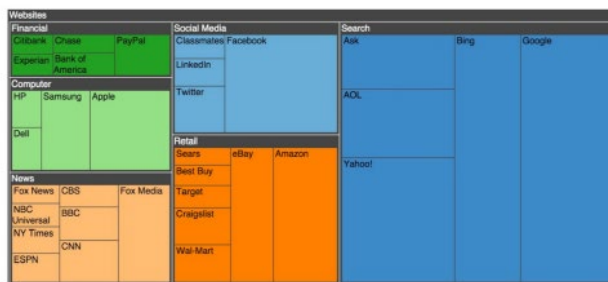 Websites
Financial
Citibank
Chase
PayPal
Experian
Bank of
America
Computer
HP
Samsung
Apple
Dell
News
Fox News
CBS
Fox Media
NBC
Universal
BBC
NY Times
CNN
ESPN
Social Media
Classmates
Facebook
LinkedIn
Twitter
Retail
Sears
eBay
Amazon
Best Buy
Target
Craigslist
Wal-Mart
Search
Ask
Bing
Google
AOL
Yahoo!